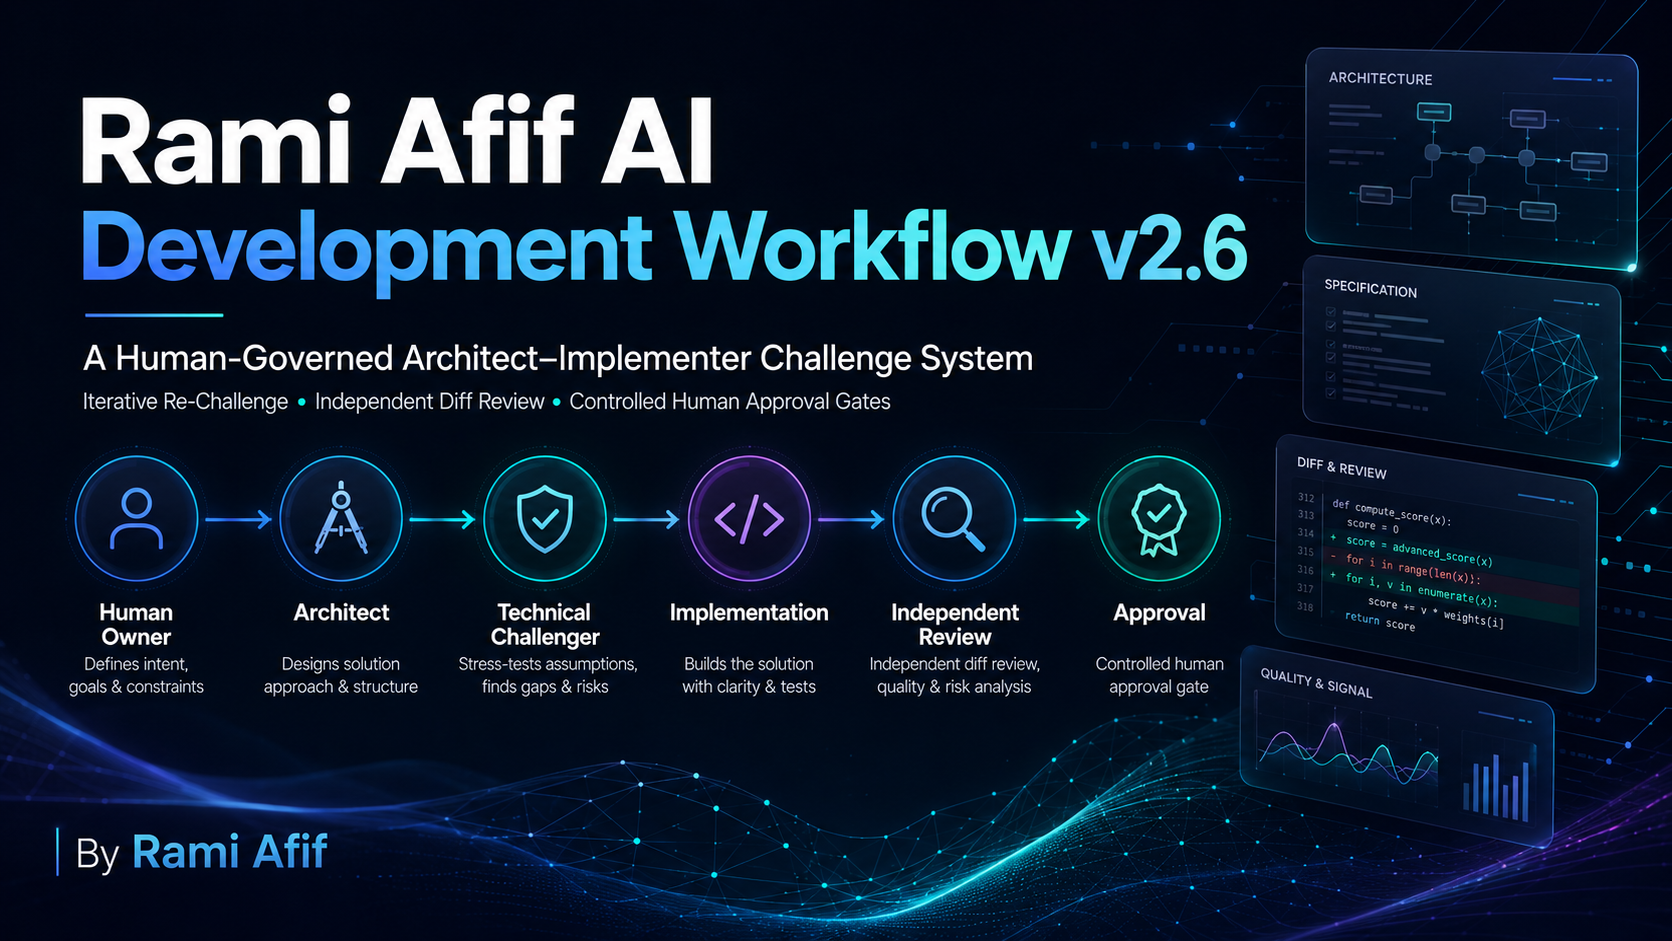 Rami Afif AI
Development Workflow v2.6
A Human-Governed Architect–Implementer Challenge System
Iterative Re-Challenge • Independent Diff Review • Controlled Human Approval Gates
Human
Owner
Defines intent,
goals & constraints
Architect
Designs solution
approach & structure
Technical
Challenger
Stress-tests assumptions,
finds gaps & risks
Implementation
Builds the solution
with clarity & tests
Independent
Review
Independent diff review,
quality & risk analysis
Approval
Controlled human
approval gate
By Rami Afif
ARCHITECTURE
SPECIFICATION
DIFF & REVIEW
312 def compute_score(x):
313 score = 0
314 + score = advanced_score(x)
315 - for i in range(len(x)):
316 + for i, v in enumerate(x):
317 score += v * weights[i]
318 return score
QUALITY & SIGNAL